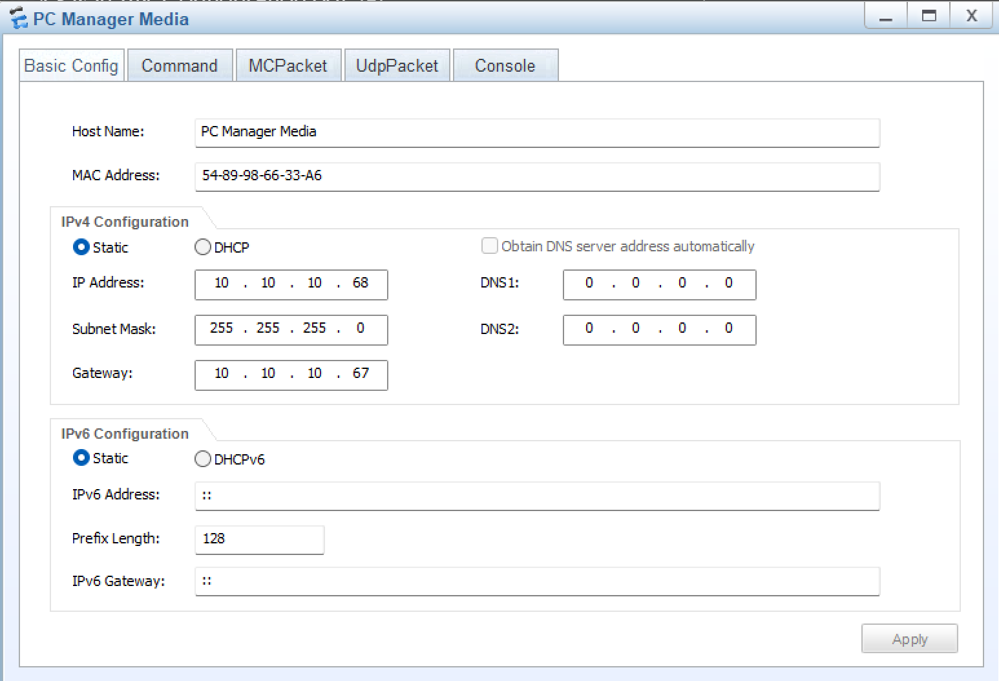 PC Manager Media
X
Basic Config Command MCPacket UdpPacket Console
Host Name: PC Manager Media
MAC Address: 54-89-98-66-33-A6
IPv4 Configuration
Static DHCP Obtain DNS server address automatically
IP Address: 10 . 10 . 10 . 68 DNS1: 0 . 0 . 0 . 0
Subnet Mask: 255 . 255 . 255 . 0 DNS2: 0 . 0 . 0 . 0
Gateway: 10 . 10 . 10 . 67
IPv6 Configuration
Static DHCPv6
IPv6 Address: ::
Prefix Length: 128
IPv6 Gateway: ::
Apply